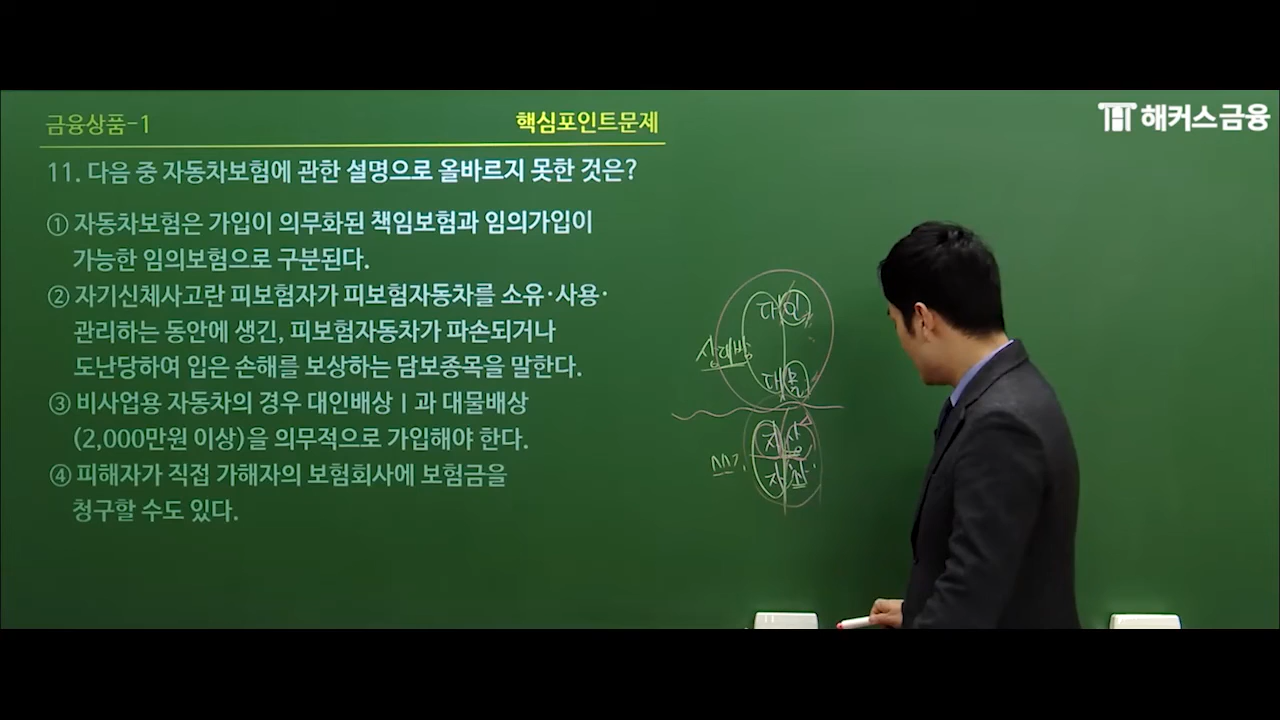 금융상품-1
핵심포인트문제
해커스금융
11. 다음 중 자동차보험에 관한 설명으로 올바르지 못한 것은?
① 자동차보험은 가입이 의무화된 책임보험과 임의가입이
가능한 임의보험으로 구분된다.
② 자기신체사고란 피보험자가 피보험자동차를 소유·사용·
관리하는 동안에 생긴, 피보험자동차가 파손되거나
도난당하여 입은 손해를 보상하는 담보종목을 말한다.
③ 비사업용 자동차의 경우 대인배상Ⅰ과 대물배상
(2,000만원 이상)을 의무적으로 가입해야 한다.
④ 피해자가 직접 가해자의 보험회사에 보험금을
청구할 수도 있다.
대인
상대방
대물